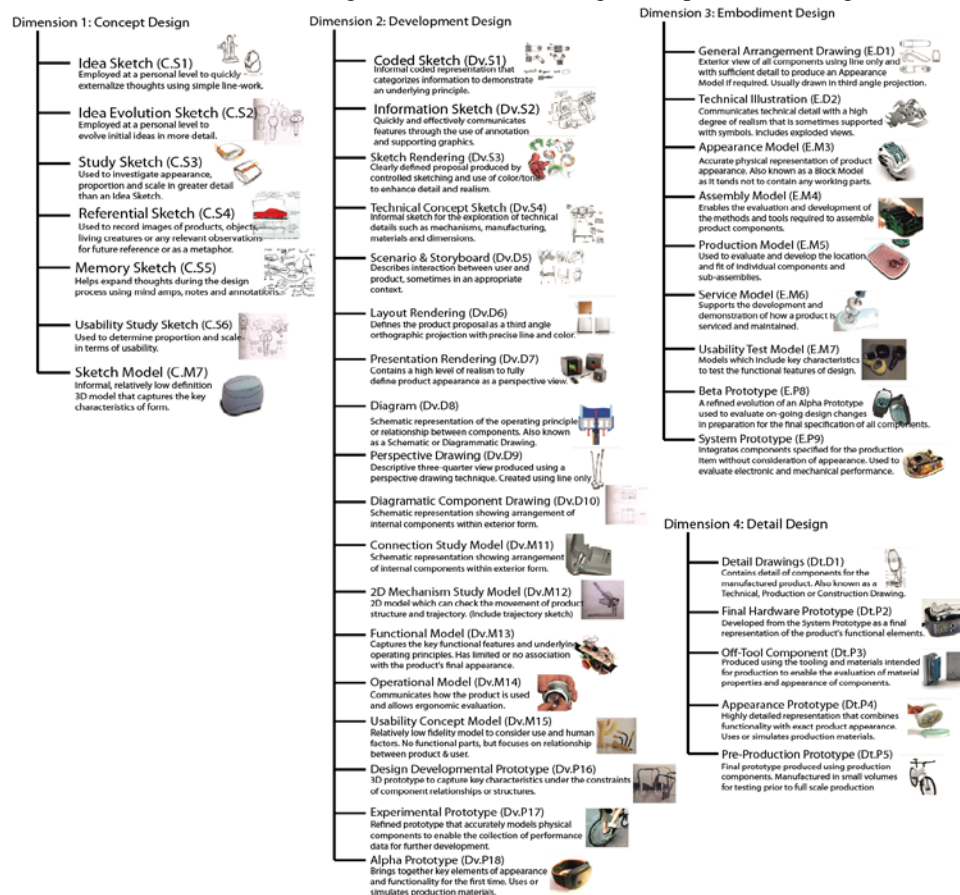 Dimension 1: Concept Design
Idea Sketch (C.S1)
Employed at a personal level to quickly
externalize thoughts using simple line-work.
Idea Evolution Sketch (C.S2)
Employed at a personal level to
evolve initial ideas in more detail.
Study Sketch (C.S3)
Used to investigate appearance,
proportion and scale in greater detail
than an Idea Sketch.
Referential Sketch (C.S4)
Used to record images of products, objects,
living creatures or any relevant observations
for future reference or as a metaphor.
Memory Sketch (C.S5)
Helps expand thoughts during the design
process using mind amps, notes and annotations.
Usability Study Sketch (C.S6)
Used to determine proportion and scale
in terms of usability.
Sketch Model (C.M7)
Informal, relatively low definition
3D model that captures the key
characteristics of form.
Dimension 2: Development Design
Coded Sketch (Dv.S1)
Informal coded representation that
categorizes information to demonstrate
an underlying principle.
Information Sketch (Dv.S2)
Quickly and effectively communicates
features through the use of annotation
and supporting graphics.
Sketch Rendering (Dv.S3)
Clearly defined proposal produced by
controlled sketching and use of color/tone
to enhance detail and realism.
Technical Concept Sketch (Dv.S4)
Informal sketch for the exploration of technical
details such as mechanisms, manufacturing,
materials and dimensions.
Scenario & Storyboard (Dv.D5)
Describes interaction between user and
product, sometimes in an appropriate
context.
Layout Rendering (Dv.D6)
Defines the product proposal as a third angle
orthographic projection with precise line and color.
Presentation Rendering (Dv.D7)
Contains a high level of realism to fully
define product appearance as a perspective view.
Diagram (Dv.D8)
Schematic representation of the operating principle
or relationship between components. Also known
as a Schematic or Diagrammatic Drawing.
Perspective Drawing (Dv.D9)
Descriptive three-quarter view produced using a
perspective drawing technique. Created using line only
Diagramatic Component Drawing (Dv.D10)
Schematic representation showing arrangement of
internal components within exterior form.
Connection Study Model (Dv.M11)
Schematic representation showing arrangement
of internal components within exterior form.
2D Mechanism Study Model (Dv.M12)
2D model which can check the movement of product
structure and trajectory. (Include trajectory sketch)
Functional Model (Dv.M13)
Captures the key functional features and underlying
operating principles. Has limited or no association
with the product's final appearance.
Operational Model (Dv.M14)
Communicates how the product is used
and allows ergonomic evaluation.
Usability Concept Model (Dv.M15)
Relatively low fidelity model to consider use and human
factors. No functional parts, but focuses on relationship
between product & user.
Design Developmental Prototype (Dv.P16)
3D prototype to capture key characteristics under the constraints
of component relationships or structures.
Experimental Prototype (Dv.P17)
Refined prototype that accurately models physical
components to enable the collection of performance
data for further development.
Alpha Prototype (Dv.P18)
Brings together key elements of appearance
and functionality for the first time. Uses or
simulates production materials.
Dimension 3: Embodiment Design
General Arrangement Drawing (E.D1)
Exterior view of all components using line only and
with sufficient detail to produce an Appearance
Model if required. Usually drawn in third angle projection.
Technical Illustration (E.D2)
Communicates technical detail with a high
degree of realism that is sometimes supported
with symbols. Includes exploded views.
Appearance Model (E.M3)
Accurate physical representation of product
appearance. Also known as a Block Model
as it tends not to contain any working parts.
Assembly Model (E.M4)
Enables the evaluation and development of
the methods and tools required to assemble
product components.
Production Model (E.M5)
Used to evaluate and develop the location
and fit of individual components and
sub-assemblies.
Service Model (E.M6)
Supports the development and
demonstration of how a product is
serviced and maintained.
Usability Test Model (E.M7)
Models which include key characteristics
to test the functional features of design.
Beta Prototype (E.P8)
A refined evolution of an Alpha Prototype
used to evaluate on-going design changes
in preparation for the final specification of all components.
System Prototype (E.P9)
Integrates components specified for the production
item without consideration of appearance. Used to
evaluate electronic and mechanical performance.
Dimension 4: Detail Design
Detail Drawings (Dt.D1)
Contains detail of components for the
manufactured product. Also known as a
Technical, Production or Construction Drawing.
Final Hardware Prototype (Dt.P2)
Developed from the System Prototype as a final
representation of the product's functional elements.
Off-Tool Component (Dt.P3)
Produced using the tooling and materials intended
for production to enable the evaluation of material
properties and appearance of components.
Appearance Prototype (Dt.P4)
Highly detailed representation that combines
functionality with exact product appearance.
Uses or simulates production materials.
Pre-Production Prototype (Dt.P5)
Final prototype produced using production
components. Manufactured in small volumes
for testing prior to full scale production